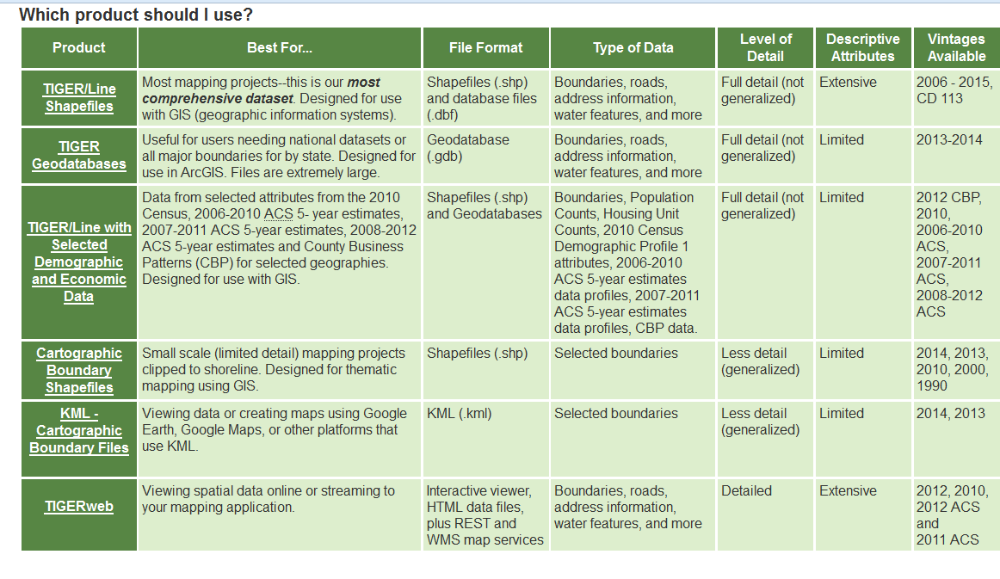 Which product should I use?
Product
Best For...
File Format
Type of Data
Level of
Detail
Descriptive
Attributes
Vintages
Available
TIGER/Line
Shapefiles
Most mapping projects--this is our most
comprehensive dataset. Designed for use
with GIS (geographic information systems).
Shapefiles (.shp)
and database files
(.dbf)
Boundaries, roads,
address information,
water features, and more
Full detail (not
generalized)
Extensive
2006 - 2015,
CD 113
TIGER
Geodatabases
Useful for users needing national datasets or
all major boundaries for by state. Designed for
use in ArcGIS. Files are extremely large.
Geodatabase
(.gdb)
Boundaries, roads,
address information,
water features, and more
Full detail (not
generalized)
Limited
2013-2014
TIGER/Line with
Selected
Demographic
and Economic
Data
Data from selected attributes from the 2010
Census, 2006-2010 ACS 5- year estimates,
2007-2011 ACS 5-year estimates, 2008-2012
ACS 5-year estimates and County Business
Patterns (CBP) for selected geographies.
Designed for use with GIS.
Shapefiles (.shp)
and Geodatabases
Boundaries, Population
Counts, Housing Unit
Counts, 2010 Census
Demographic Profile 1
attributes, 2006-2010
ACS 5-year estimates
data profiles, 2007-2011
ACS 5-year estimates
data profiles, CBP data.
Full detail (not
generalized)
Limited
2012 CBP,
2010,
2006-2010
ACS,
2007-2011
ACS,
2008-2012
ACS
Cartographic
Boundary
Shapefiles
Small scale (limited detail) mapping projects
clipped to shoreline. Designed for thematic
mapping using GIS.
Shapefiles (.shp)
Selected boundaries
Less detail
(generalized)
Limited
2014, 2013,
2010, 2000,
1990
KML -
Cartographic
Boundary Files
Viewing data or creating maps using Google
Earth, Google Maps, or other platforms that
use KML.
KML (.kml)
Selected boundaries
Less detail
(generalized)
Limited
2014, 2013
TIGERweb
Viewing spatial data online or streaming to
your mapping application.
Interactive viewer,
HTML data files,
plus REST and
WMS map services
Boundaries, roads,
address information,
water features, and more
Detailed
Extensive
2012, 2010,
2012 ACS
and
2011 ACS